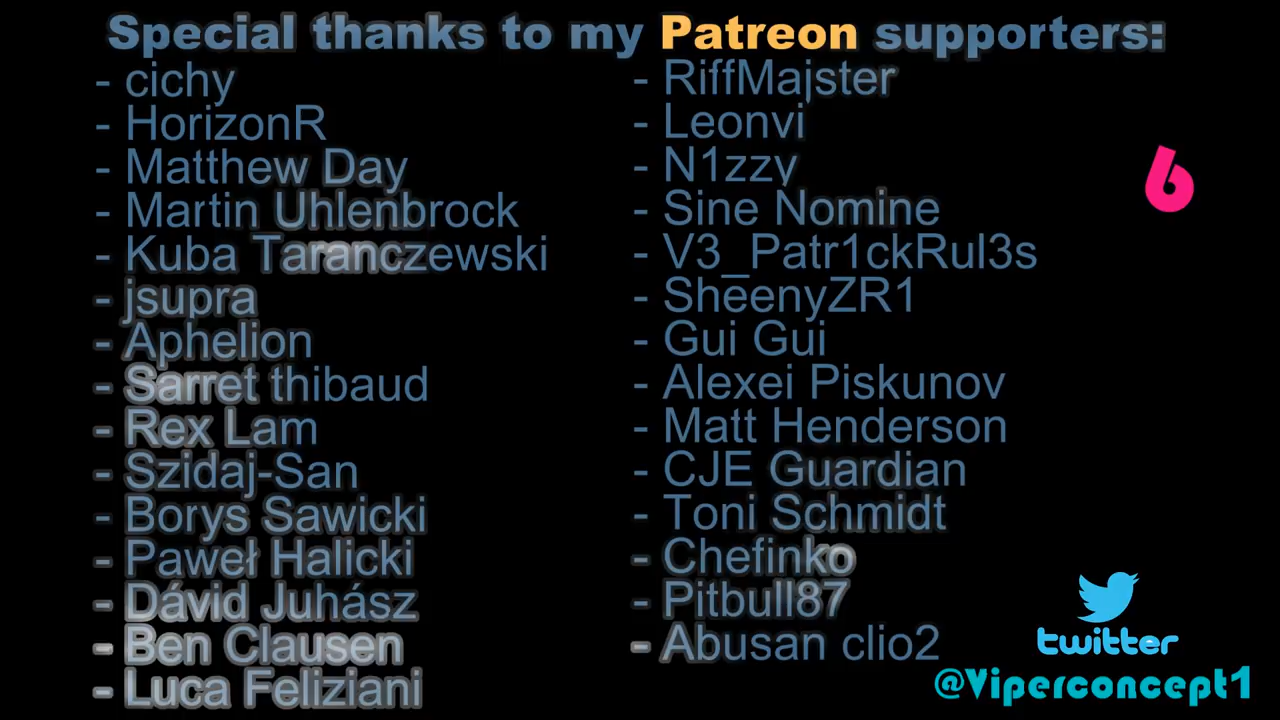 Special thanks to my Patreon supporters:
- cichy
- HorizonR
- Matthew Day
- Martin Uhlenbrock
- Kuba Taranczewski
- jsupra
- Aphelion
- Sarret thibaud
- Rex Lam
- Szidaj-San
- Borys Sawicki
- Paweł Halicki
- Dávid Juhász
- Ben Clausen
- Luca Feliziani
- RiffMajster
- Leonvi
- N1zzy
- Sine Nomine
- V3_Patr1ckRul3s
- SheenyZR1
- Gui Gui
- Alexei Piskunov
- Matt Henderson
- CJE Guardian
- Toni Schmidt
- Chefinko
- Pitbull87
- Abusan clio2
6
twitter
@Viperconcept1